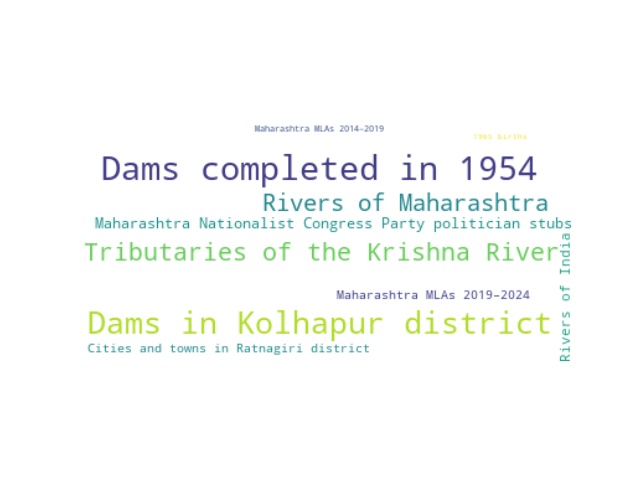 Maharashtra MLAs 2014–2019
Dams completed in 1954
Rivers of Maharashtra
Maharashtra Nationalist Congress Party politician stubs
Tributaries of the Krishna River
Rivers of India
Maharashtra MLAs 2019–2024
Dams in Kolhapur district
Cities and towns in Ratnagiri district
births